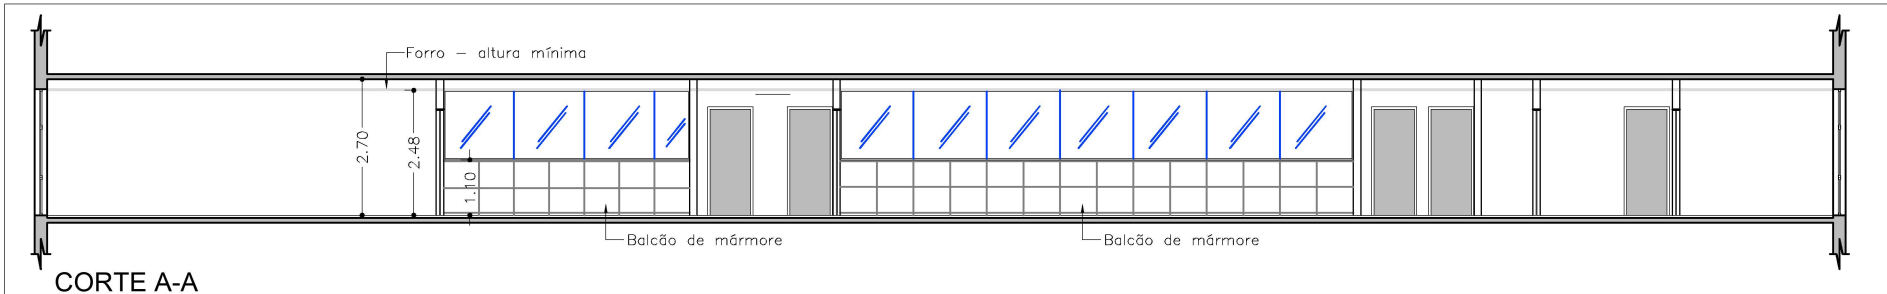 Forro – altura mínima
2.70
2.48
1.10
Balcão de mármore
Balcão de mármore
CORTE A-A